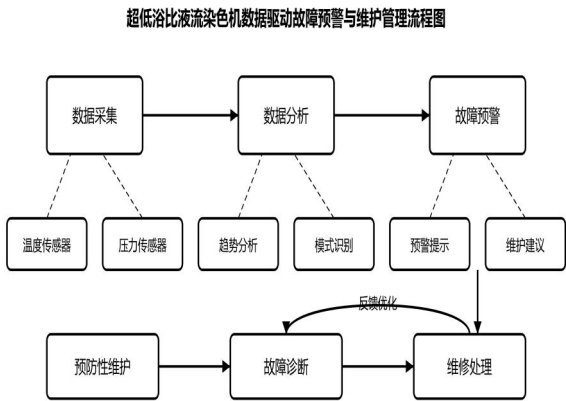 超低浴比液流染色机数据驱动故障预警与维护管理流程图
数据采集
数据分析
故障预警
温度传感器
压力传感器
趋势分析
模式识别
预警提示
维护建议
反馈优化
预防性维护
故障诊断
维修处理